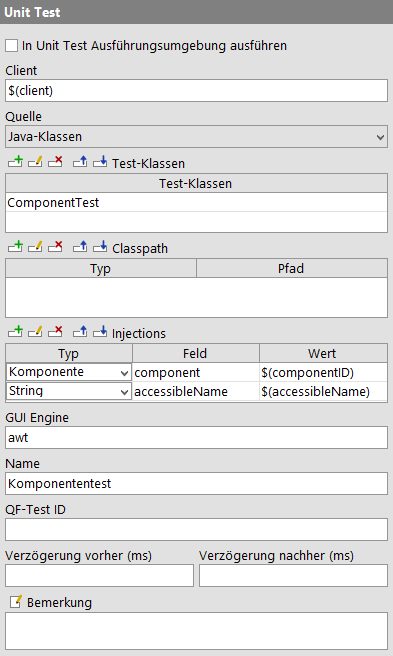 Unit Test
In Unit Test Ausführungsumgebung ausführen
Client
$(client)
Quelle
Java-Klassen
Test-Klassen
Test-Klassen
ComponentTest
Classpath
Typ Pfad
Injections
Typ Feld Wert
Komponente component $(componentID)
String accessibleName $(accessibleName)
GUI Engine
awt
Name
Komponententest
QF-Test ID
Verzögerung vorher (ms) Verzögerung nachher (ms)
Bemerkung